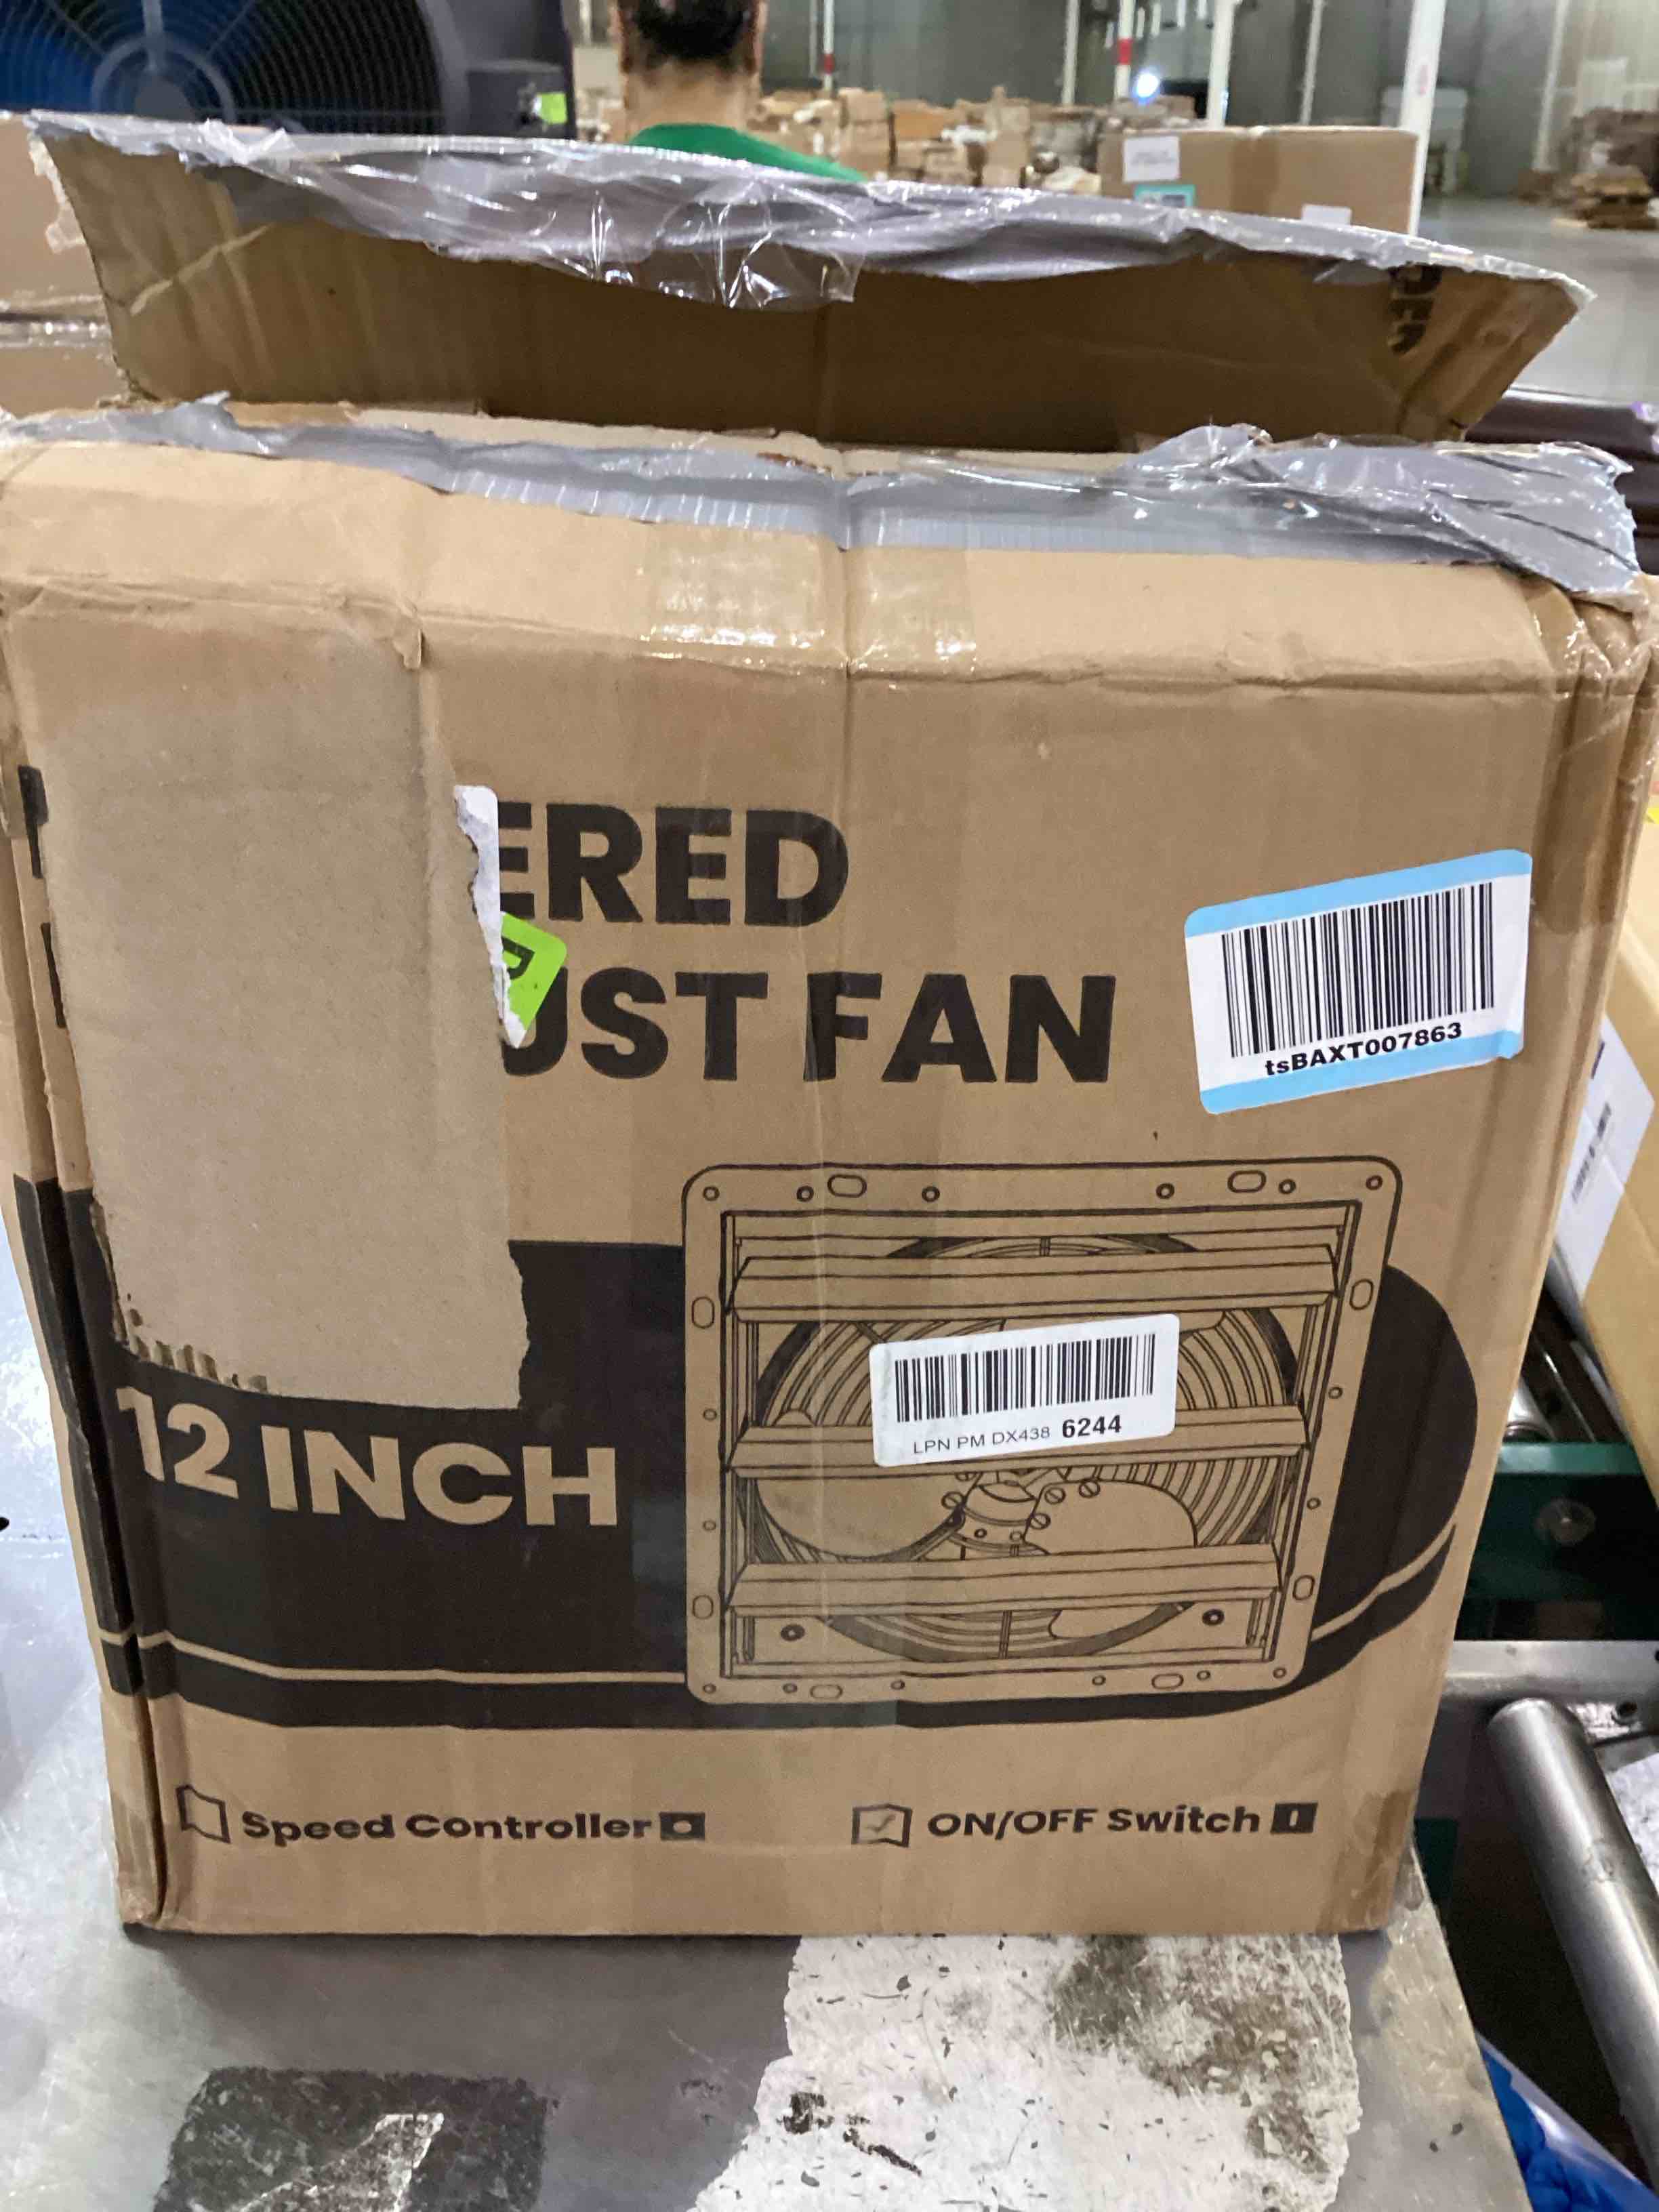 ERED
UST FAN
tsBAXT007863
LPN PM DX438 6244
12 INCH
Speed Controller
ON/OFF Switch